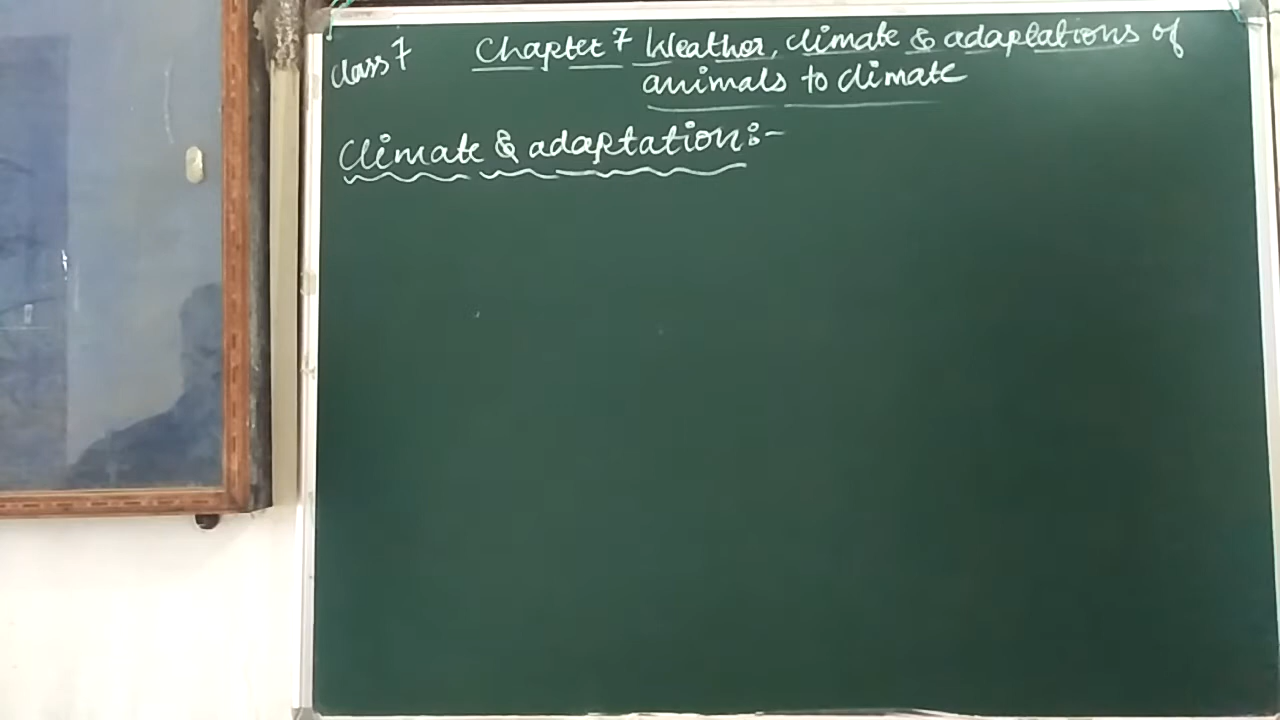 Class 7
Chapter 7 Weather, climate & adaptations of
animals to climate
Climate & adaptation:-